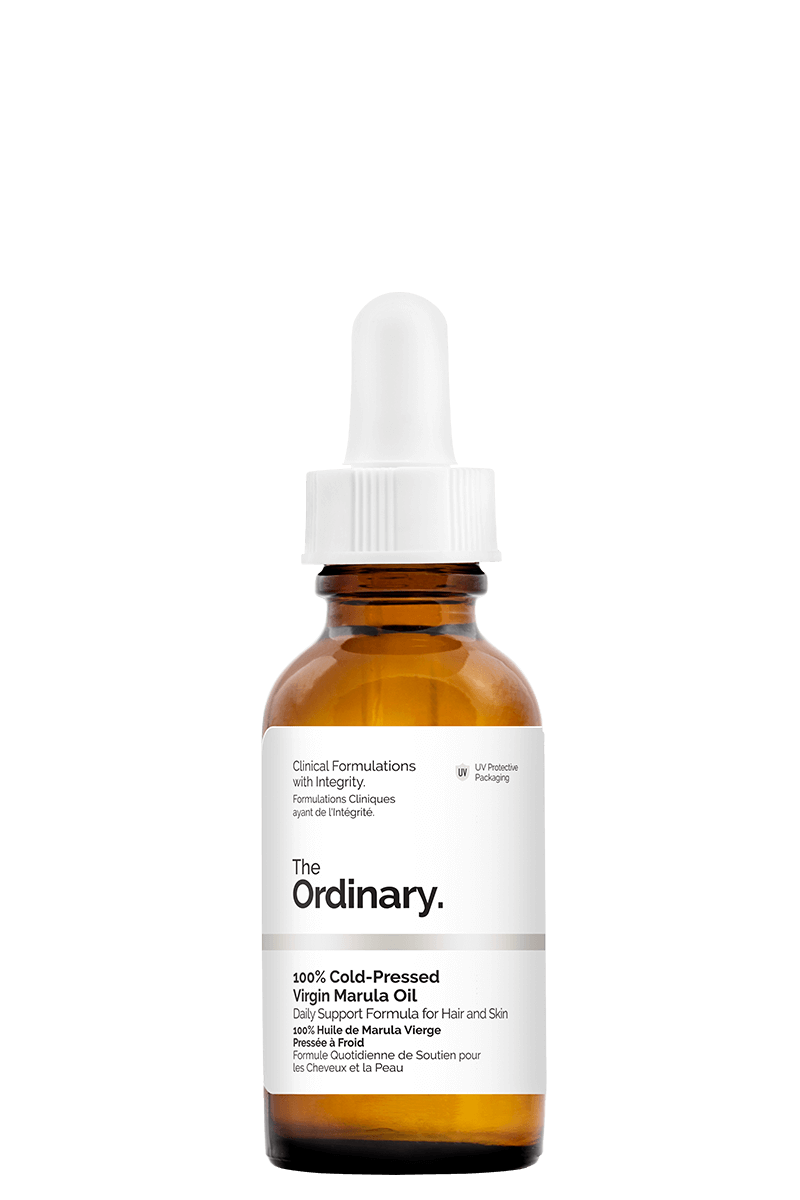 Clinical Formulations
with Integrity.
Formulations Cliniques
ayant de l'Intégrité.
UV
UV Protective
Packaging
The
Ordinary.
100% Cold-Pressed
Virgin Marula Oil
Daily Support Formula for Hair and Skin
100% Huile de Marula Vierge
Pressée à Froid
Formule Quotidienne de Soutien pour
les Cheveux et la Peau